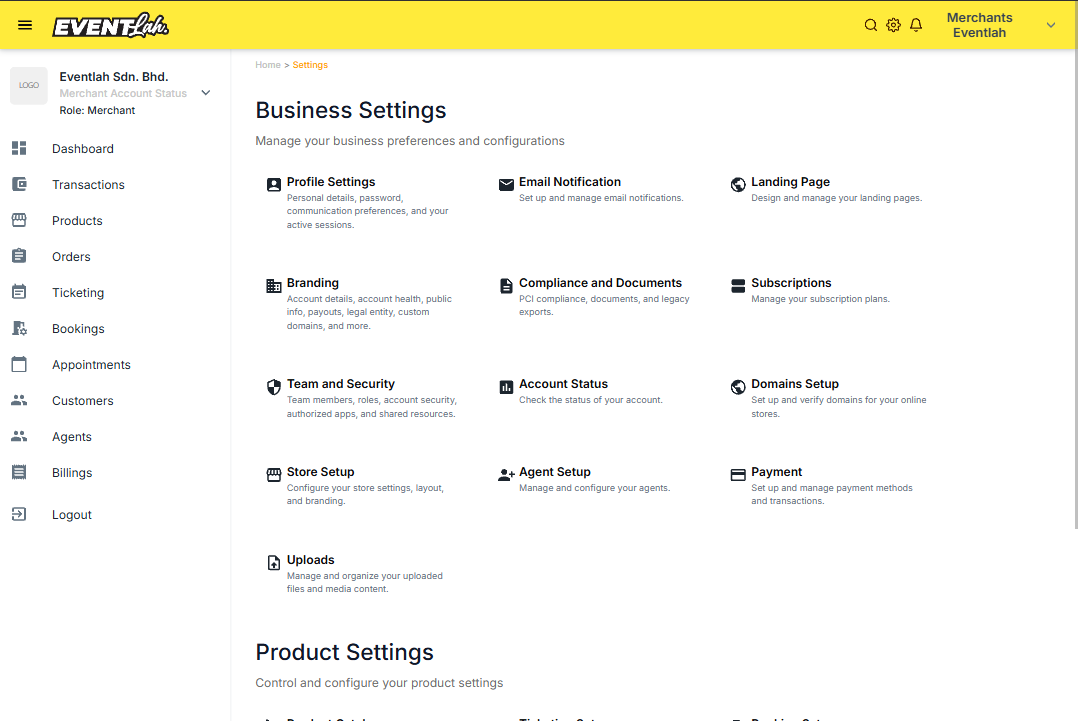 EVENTLah.
Merchants
Eventlah
LOGO
Eventlah Sdn. Bhd.
Merchant Account Status
Role: Merchant
Dashboard
Transactions
Products
Orders
Ticketing
Bookings
Appointments
Customers
Agents
Billings
Logout
Home > Settings
Business Settings
Manage your business preferences and configurations
Profile Settings
Personal details, password,
communication preferences, and your
active sessions.
Email Notification
Set up and manage email notifications.
Landing Page
Design and manage your landing pages.
Branding
Account details, account health, public
info, payouts, legal entity, custom
domains, and more.
Compliance and Documents
PCI compliance, documents, and legacy
exports.
Subscriptions
Manage your subscription plans.
Team and Security
Team members, roles, account security,
authorized apps, and shared resources.
Account Status
Check the status of your account.
Domains Setup
Set up and verify domains for your online
stores.
Store Setup
Configure your store settings, layout,
and branding.
Agent Setup
Manage and configure your agents.
Payment
Set up and manage payment methods
and transactions.
Uploads
Manage and organize your uploaded
files and media content.
Product Settings
Control and configure your product settings